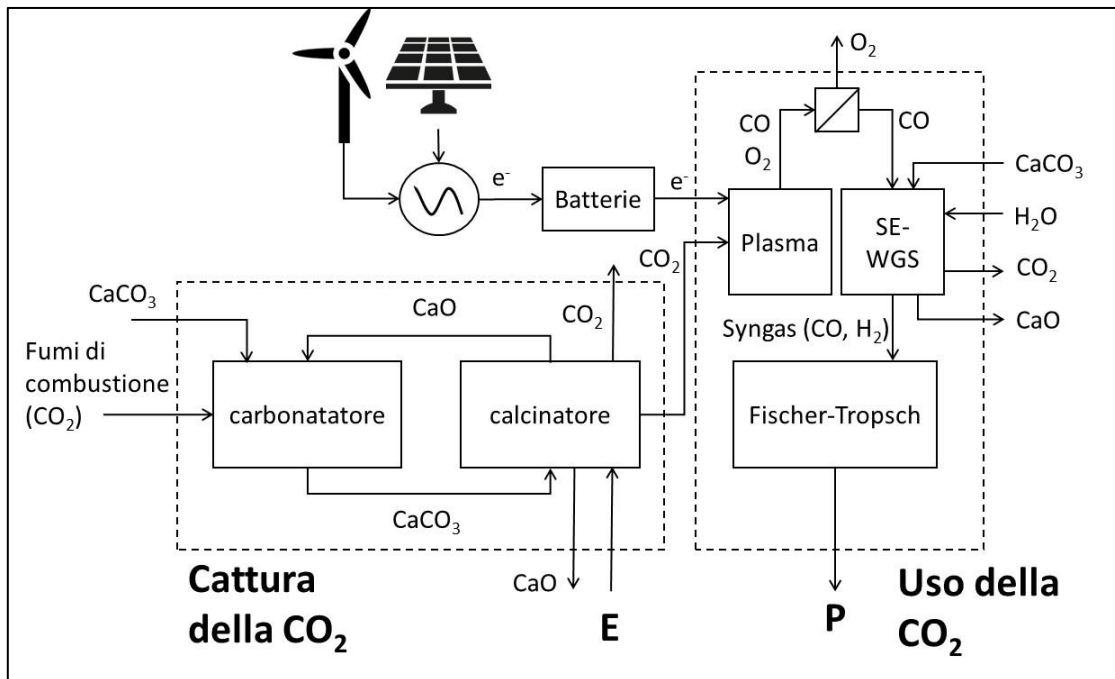 O₂
CO
O₂
CO
e⁻
Batterie
e⁻
Plasma
SE-
WGS
CaCO₃
H₂O
CO₂
CaO
CO₂
CO₂
CaCO₃
CaO
Syngas (CO, H₂)
Fumi di
combustione
(CO₂)
carbonatatore
calcinatore
Fischer-Tropsch
CaCO₃
CaO
E
P
Cattura
della CO₂
Uso della
CO₂